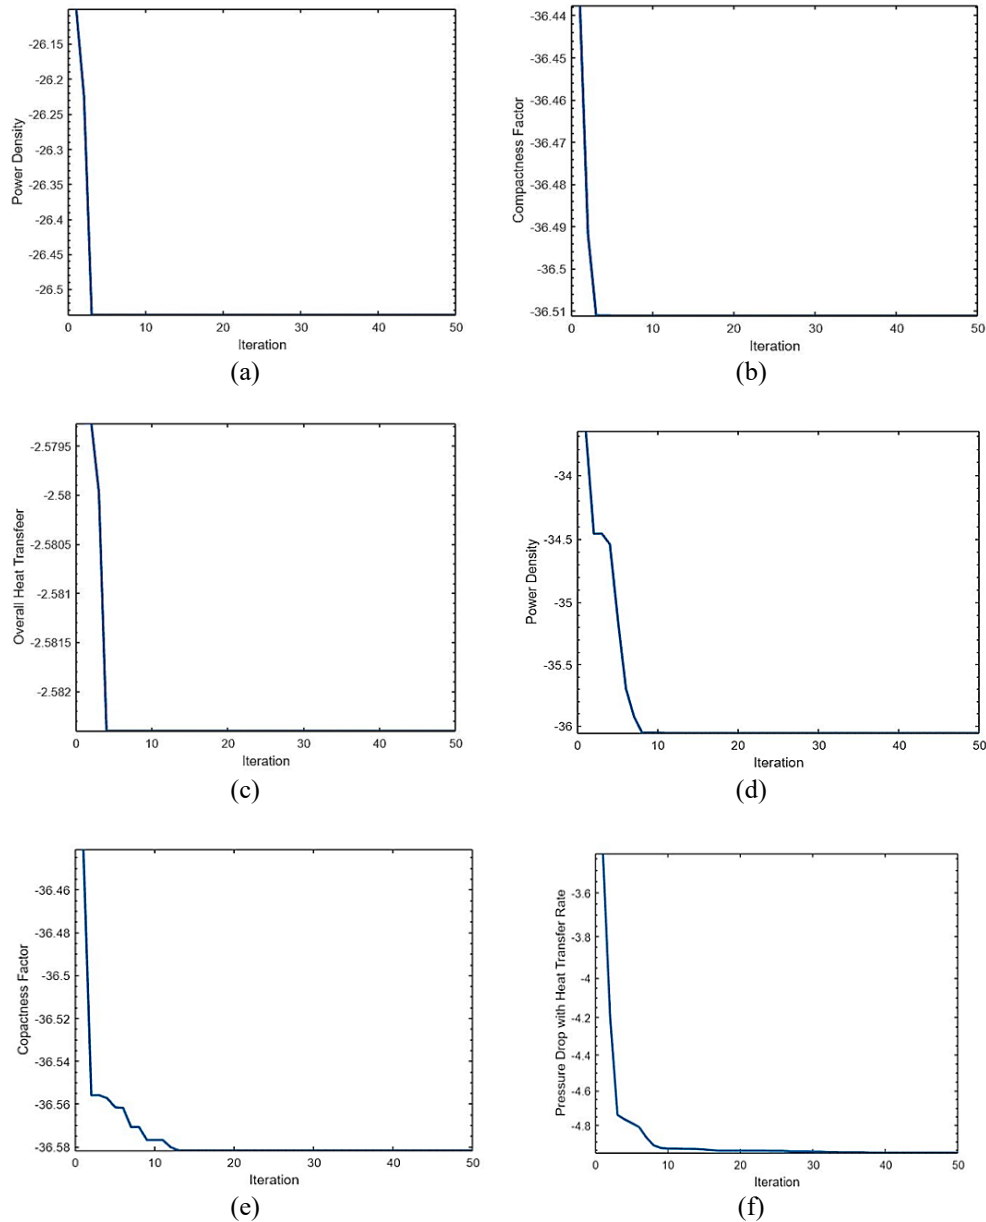 -26.15
-26.2
-26.25
-26.3
-26.35
-26.4
-26.45
-26.5
Power Density
0 10 20 30 40 50
Iteration
(a)
-36.44
-36.45
-36.46
-36.47
-36.48
-36.49
-36.5
-36.51
Compactness Factor
0 10 20 30 40 50
Iteration
(b)
-2.5795
-2.58
-2.5805
-2.581
-2.5815
-2.582
Overall Heat Transfeer
0 10 20 30 40 50
Iteration
(c)
-34
-34.5
-35
-35.5
-36
Power Density
0 10 20 30 40 50
Iteration
(d)
-36.46
-36.48
-36.5
-36.52
-36.54
-36.56
-36.58
Copactness Factor
0 10 20 30 40 50
Iteration
(e)
-3.6
-3.8
-4
-4.2
-4.4
-4.6
-4.8
Pressure Drop with Heat Transfer Rate
0 10 20 30 40 50
Iteration
(f)